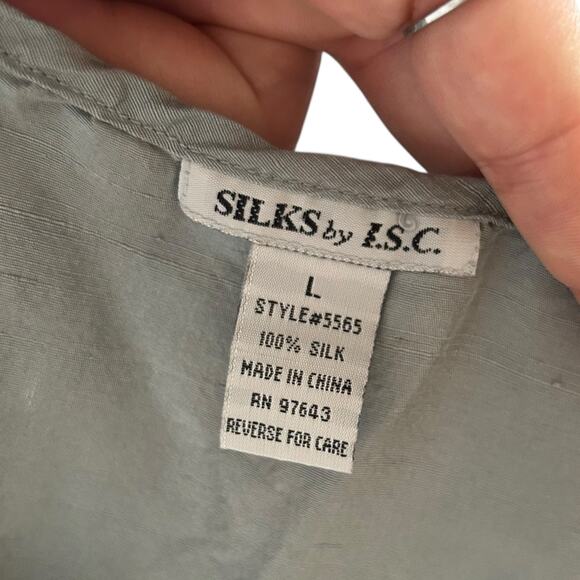 SILKS by I.S.C.
L
STYLE#5565
100% SILK
MADE IN CHINA
RN 97643
REVERSE FOR CARE